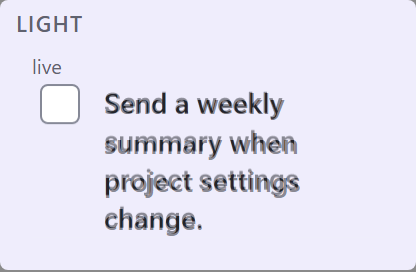 LIGHT
live
Send a weekly
summary when
project settings
change.